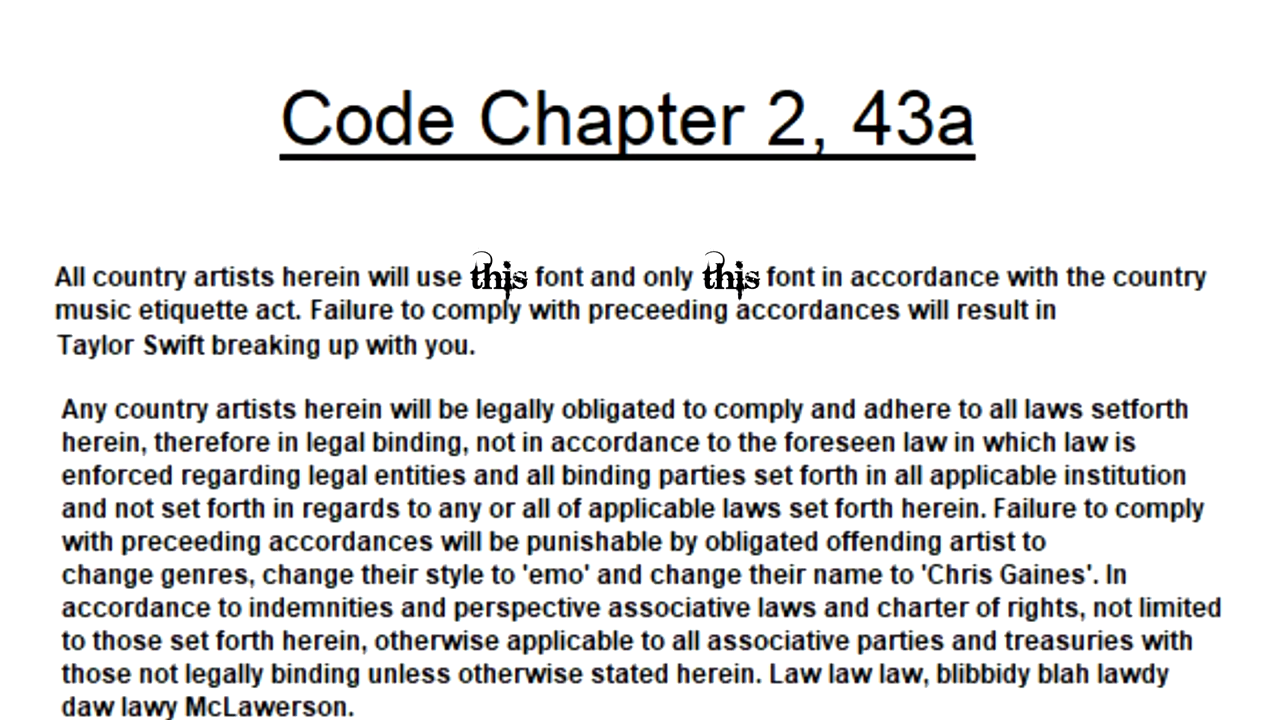 Code Chapter 2, 43a
All country artists herein will use this font and only this font in accordance with the country
music etiquette act. Failure to comply with preceeding accordances will result in
Taylor Swift breaking up with you.
Any country artists herein will be legally obligated to comply and adhere to all laws setforth
herein, therefore in legal binding, not in accordance to the foreseen law in which law is
enforced regarding legal entities and all binding parties set forth in all applicable institution
and not set forth in regards to any or all of applicable laws set forth herein. Failure to comply
with preceeding accordances will be punishable by obligated offending artist to
change genres, change their style to 'emo' and change their name to 'Chris Gaines'. In
accordance to indemnities and perspective associative laws and charter of rights, not limited
to those set forth herein, otherwise applicable to all associative parties and treasuries with
those not legally binding unless otherwise stated herein. Law law law, blibbidy blah lawdy
daw lawy McLawerson.